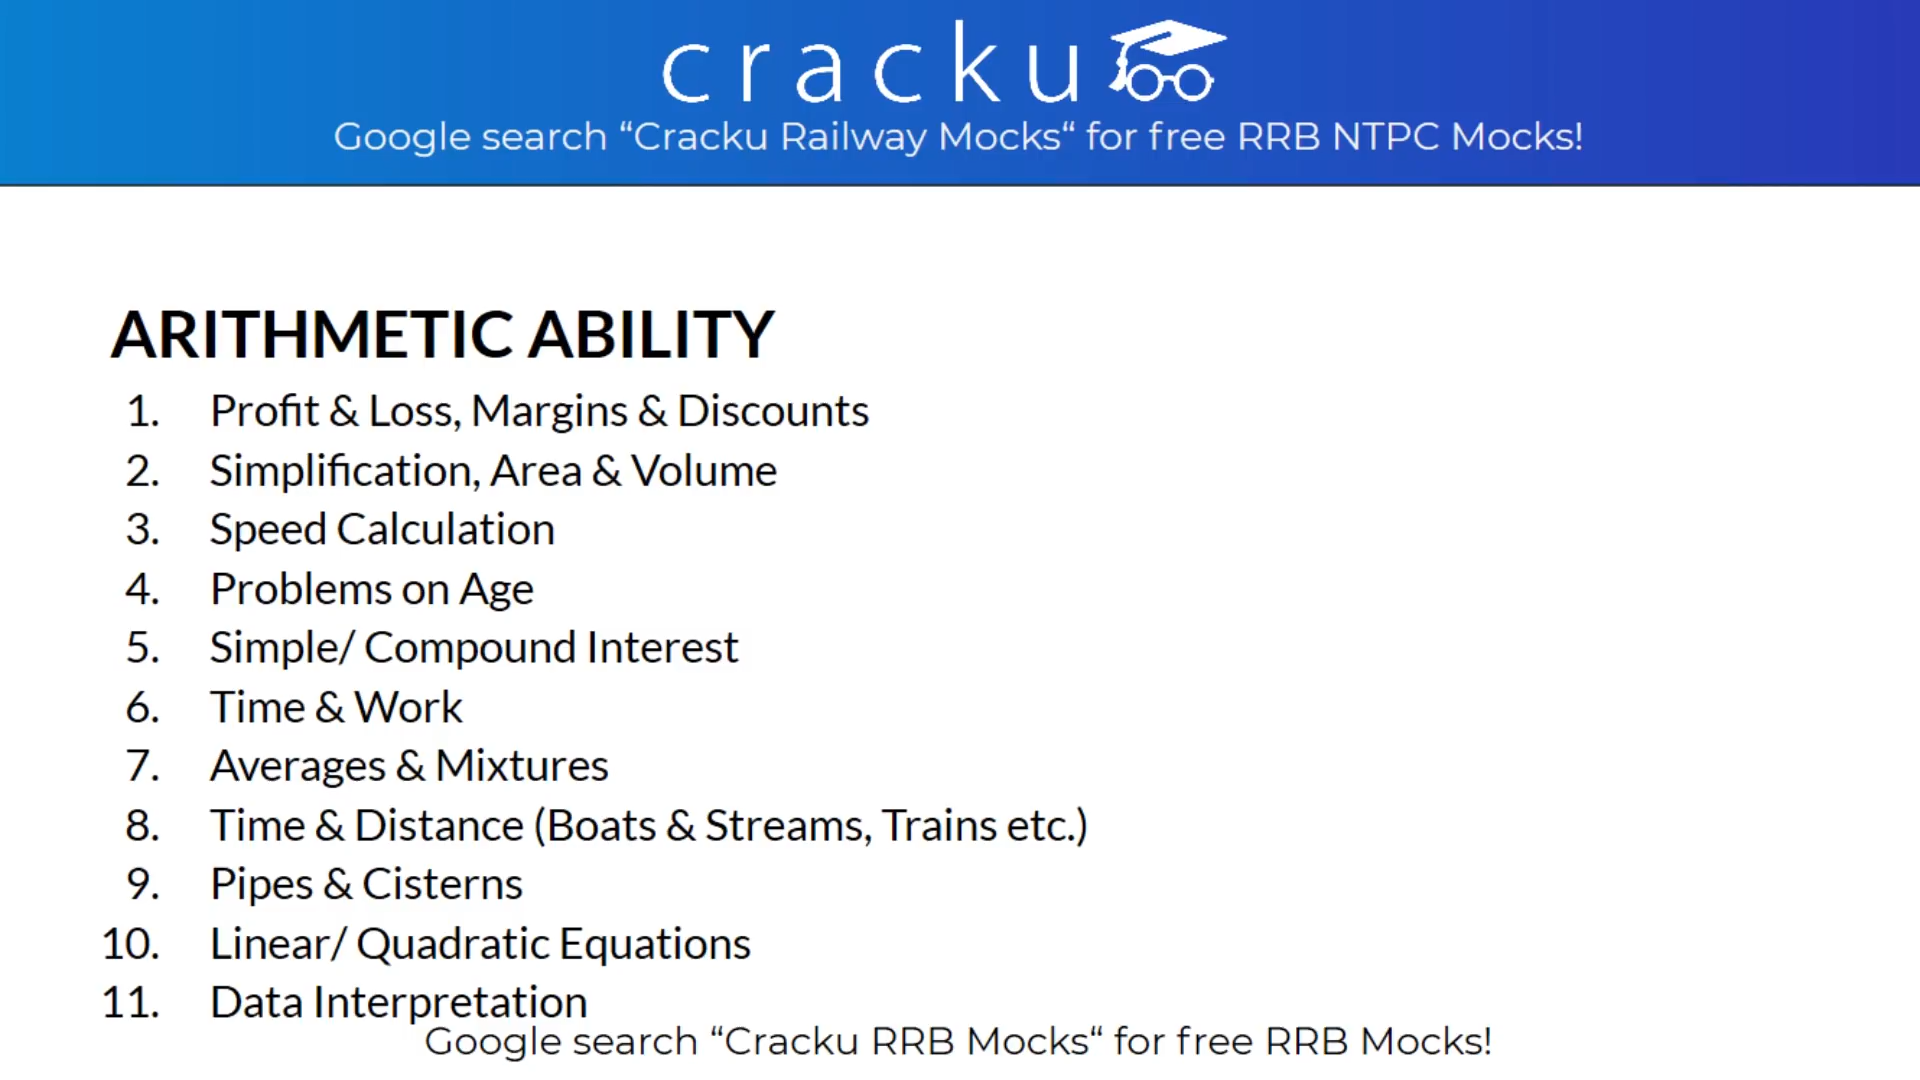 cracku
Google search “Cracku Railway Mocks“ for free RRB NTPC Mocks!
ARITHMETIC ABILITY
1. Profit & Loss, Margins & Discounts
2. Simplification, Area & Volume
3. Speed Calculation
4. Problems on Age
5. Simple/ Compound Interest
6. Time & Work
7. Averages & Mixtures
8. Time & Distance (Boats & Streams, Trains etc.)
9. Pipes & Cisterns
10. Linear/ Quadratic Equations
11. Data Interpretation
Google search “Cracku RRB Mocks“ for free RRB Mocks!